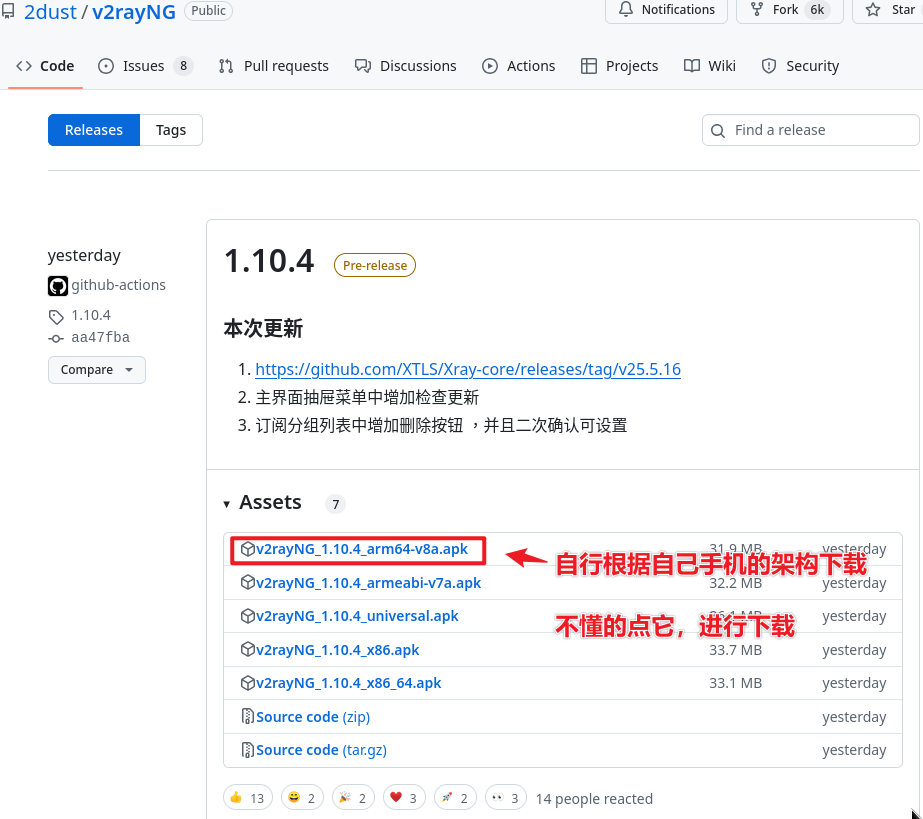 2dust / v2rayNG Public Notifications Fork 6k Star
Code Issues 8 Pull requests Discussions Actions Projects Wiki Security
Releases Tags Find a release
yesterday
github-actions
1.10.4
aa47fba
Compare
1.10.4 Pre-release
本次更新
1. https://github.com/XTLS/Xray-core/releases/tag/v25.5.16
2. 主界面抽屉菜单中增加检查更新
3. 订阅分组列表中增加删除按钮 ，并且二次确认可设置
Assets 7
v2rayNG_1.10.4_arm64-v8a.apk 31.9 MB yesterday
自行根据自己手机的架构下载
v2rayNG_1.10.4_armeabi-v7a.apk 32.2 MB yesterday
v2rayNG_1.10.4_universal.apk MB yesterday
不懂的点它，进行下载
v2rayNG_1.10.4_x86.apk 33.7 MB yesterday
v2rayNG_1.10.4_x86_64.apk 33.1 MB yesterday
Source code (zip) yesterday
Source code (tar.gz) yesterday
13 2 2 3 2 3 14 people reacted